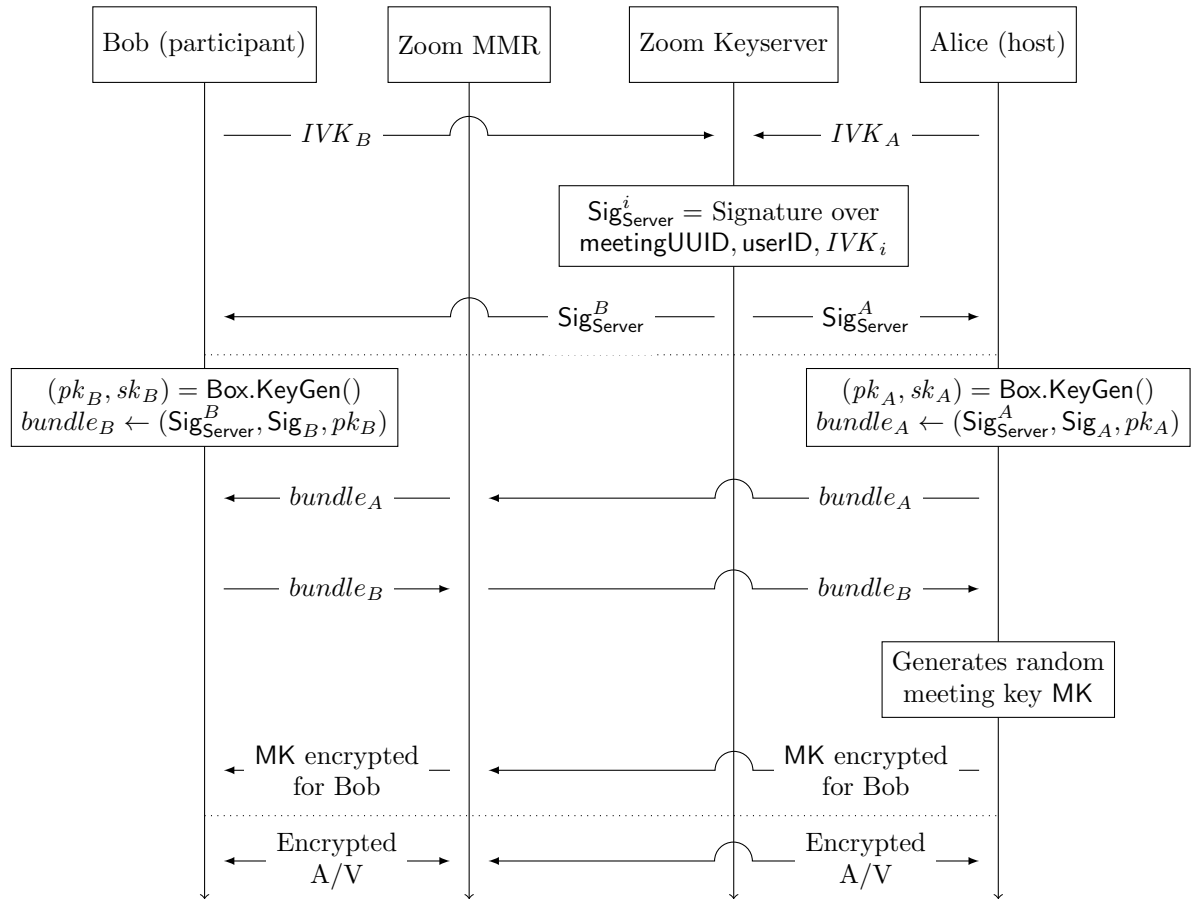 Bob (participant)
Zoom MMR
Zoom Keyserver
Alice (host)
IVK_B
IVK_A
Sig^i_Server = Signature over
meetingUUID, userID, IVK_i
Sig^B_Server
Sig^A_Server
(pk_B, sk_B) = Box.KeyGen()
bundle_B ← (Sig^B_Server, Sig_B, pk_B)
(pk_A, sk_A) = Box.KeyGen()
bundle_A ← (Sig^A_Server, Sig_A, pk_A)
bundle_A
bundle_A
bundle_B
bundle_B
Generates random
meeting key MK
MK encrypted
for Bob
MK encrypted
for Bob
Encrypted
A/V
Encrypted
A/V